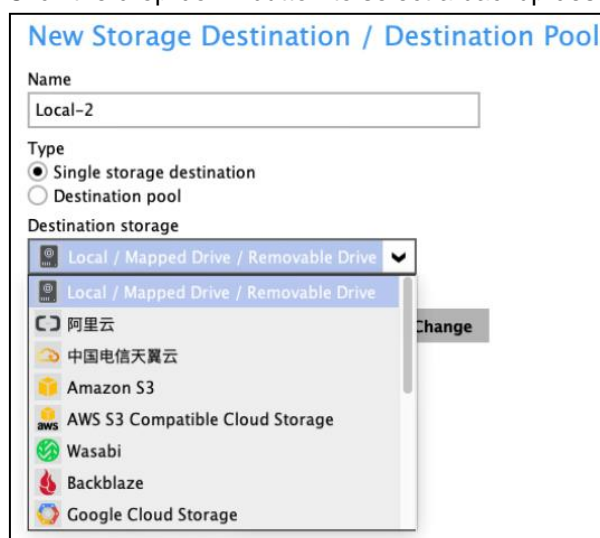 New Storage Destination / Destination Pool
Name
Local-2
Type
Single storage destination
Destination pool
Destination storage
Local / Mapped Drive / Removable Drive
Local / Mapped Drive / Removable Drive
阿里云
Change
中国电信天翼云
Amazon S3
aws AWS S3 Compatible Cloud Storage
Wasabi
Backblaze
Google Cloud Storage